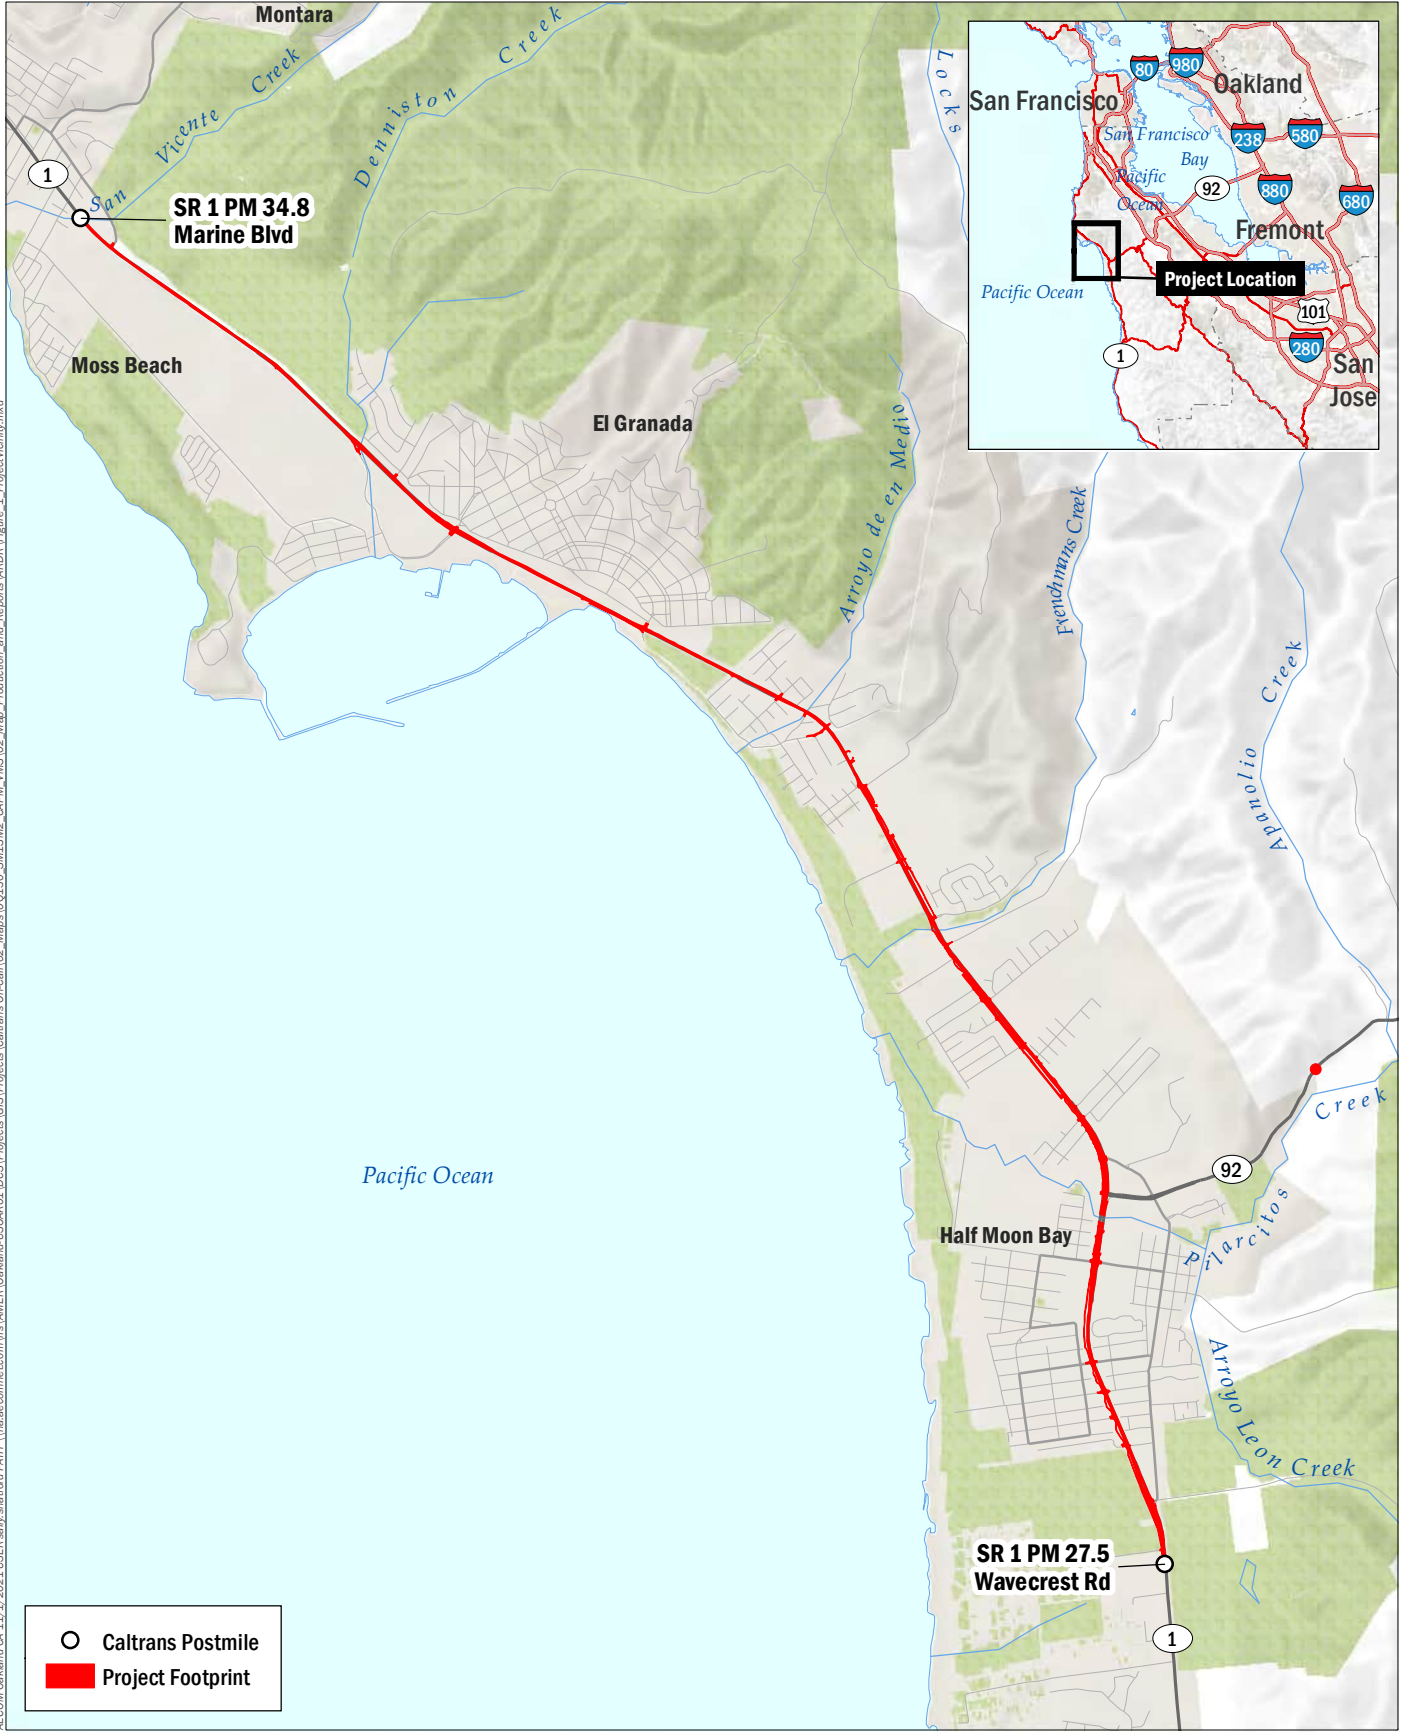 Montara
San Vicente Creek
Denniston Creek
Locks
1
SR 1 PM 34.8
Marine Blvd
Moss Beach
El Granada
Arroyo de en Medio
Frenchmans Creek
Apanolio Creek
San Francisco
Oakland
80
980
238
580
San Francisco
Bay
Pacific
Ocean
92
880
680
Fremont
Project Location
Pacific Ocean
101
280
1
San
Jose
Pacific Ocean
92
Pilarcitos Creek
Half Moon Bay
Arroyo Leon Creek
SR 1 PM 27.5
Wavecrest Rd
1
Caltrans Postmile
Project Footprint